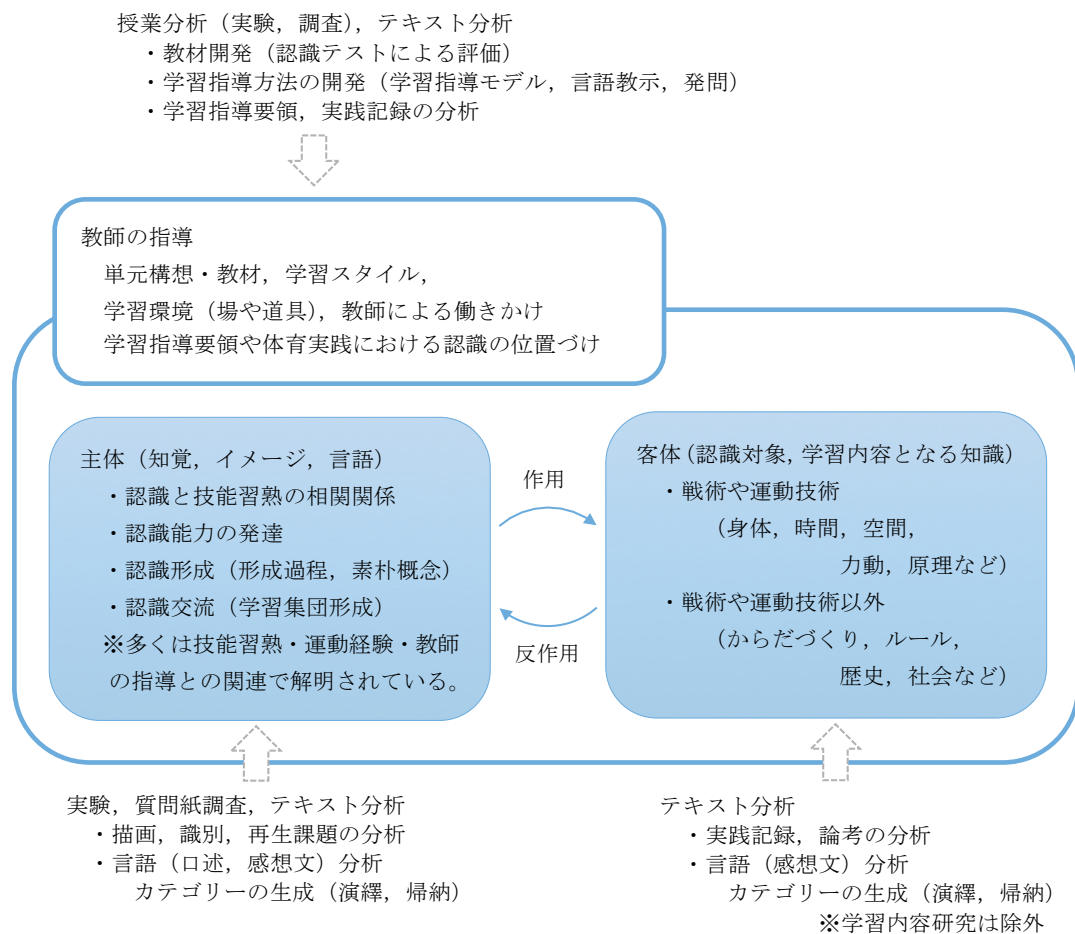 授業分析（実験，調査），テキスト分析
・教材開発（認識テストによる評価）
・学習指導方法の開発（学習指導モデル，言語教示，発問）
・学習指導要領，実践記録の分析
教師の指導
単元構想・教材，学習スタイル，
学習環境（場や道具），教師による働きかけ
学習指導要領や体育実践における認識の位置づけ
主体（知覚，イメージ，言語）
・認識と技能習熟の相関関係
・認識能力の発達
・認識形成（形成過程，素朴概念）
・認識交流（学習集団形成）
※多くは技能習熟・運動経験・教師
の指導との関連で解明されている。
作用
反作用
客体（認識対象，学習内容となる知識）
・戦術や運動技術
（身体，時間，空間，
力動，原理など）
・戦術や運動技術以外
（からだづくり，ルール，
歴史，社会など）
実験，質問紙調査，テキスト分析
・描画，識別，再生課題の分析
・言語（口述，感想文）分析
カテゴリーの生成（演繹，帰納）
テキスト分析
・実践記録，論考の分析
・言語（感想文）分析
カテゴリーの生成（演繹，帰納）
※学習内容研究は除外